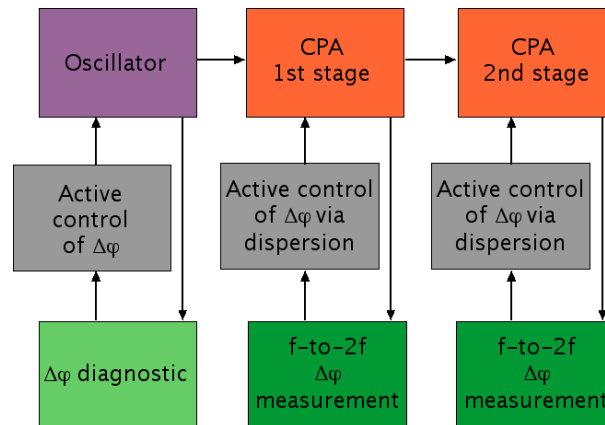 Oscillator
CPA
1st stage
CPA
2nd stage
Active
control
of Δφ
Active control
of Δφ via
dispersion
Active control
of Δφ via
dispersion
Δφ diagnostic
f-to-2f
Δφ
measurement
f-to-2f
Δφ
measurement